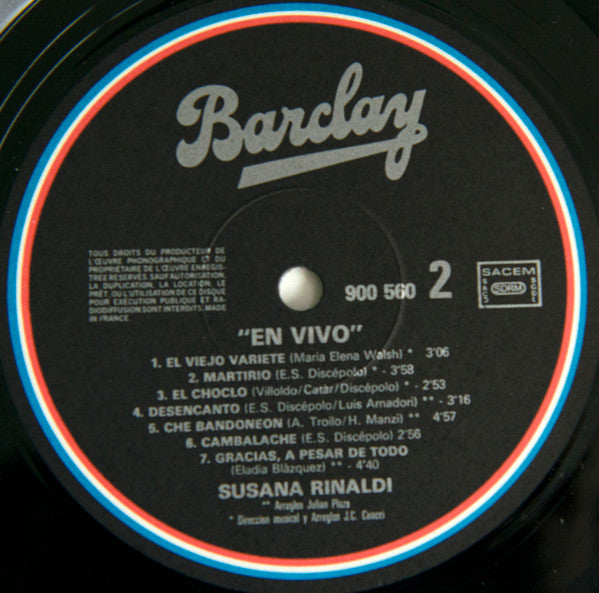 Barclay
TOUS DROITS DU PRODUCTEUR DE
L'ŒUVRE PHONOGRAPHIQUE ET DU
PROPRIETAIRE DE L'ŒUVRE ENREGIS-
TREE RESERVES SAUF AUTORISATION,
LA DUPLICATION, LA LOCATION, LE
PRÊT, OU L'UTILISATION DE CE DISQUE
POUR EXECUTION PUBLIQUE ET RA-
DIODIFFUSION SONT INTERDITS. MADE
IN FRANCE.
900 560 2
SACEM
SDRM
SACD
SGDL
"EN VIVO"
1. EL VIEJO VARIETE (Maria Elena Walsh) * 3'06
2. MARTIRIO (E.S. Discépolo) * - 3'58
3. EL CHOCLO (Villoldo/Catár/Discépolo) * - 2'53
4. DESENCANTO (E.S. Discépolo/Luis Amadori) ** - 3'16
5. CHE BANDONEON (A. Troilo/H. Manzi) ** 4'57
6. CAMBALACHE (E.S. Discépolo) 2'56
7. GRACIAS, A PESAR DE TODO
(Eladia Blàzquez) ** - 4'40
SUSANA RINALDI
** Arreglos Julian Plaza
* Direccion musical y Arreglos J.C. Cuacci